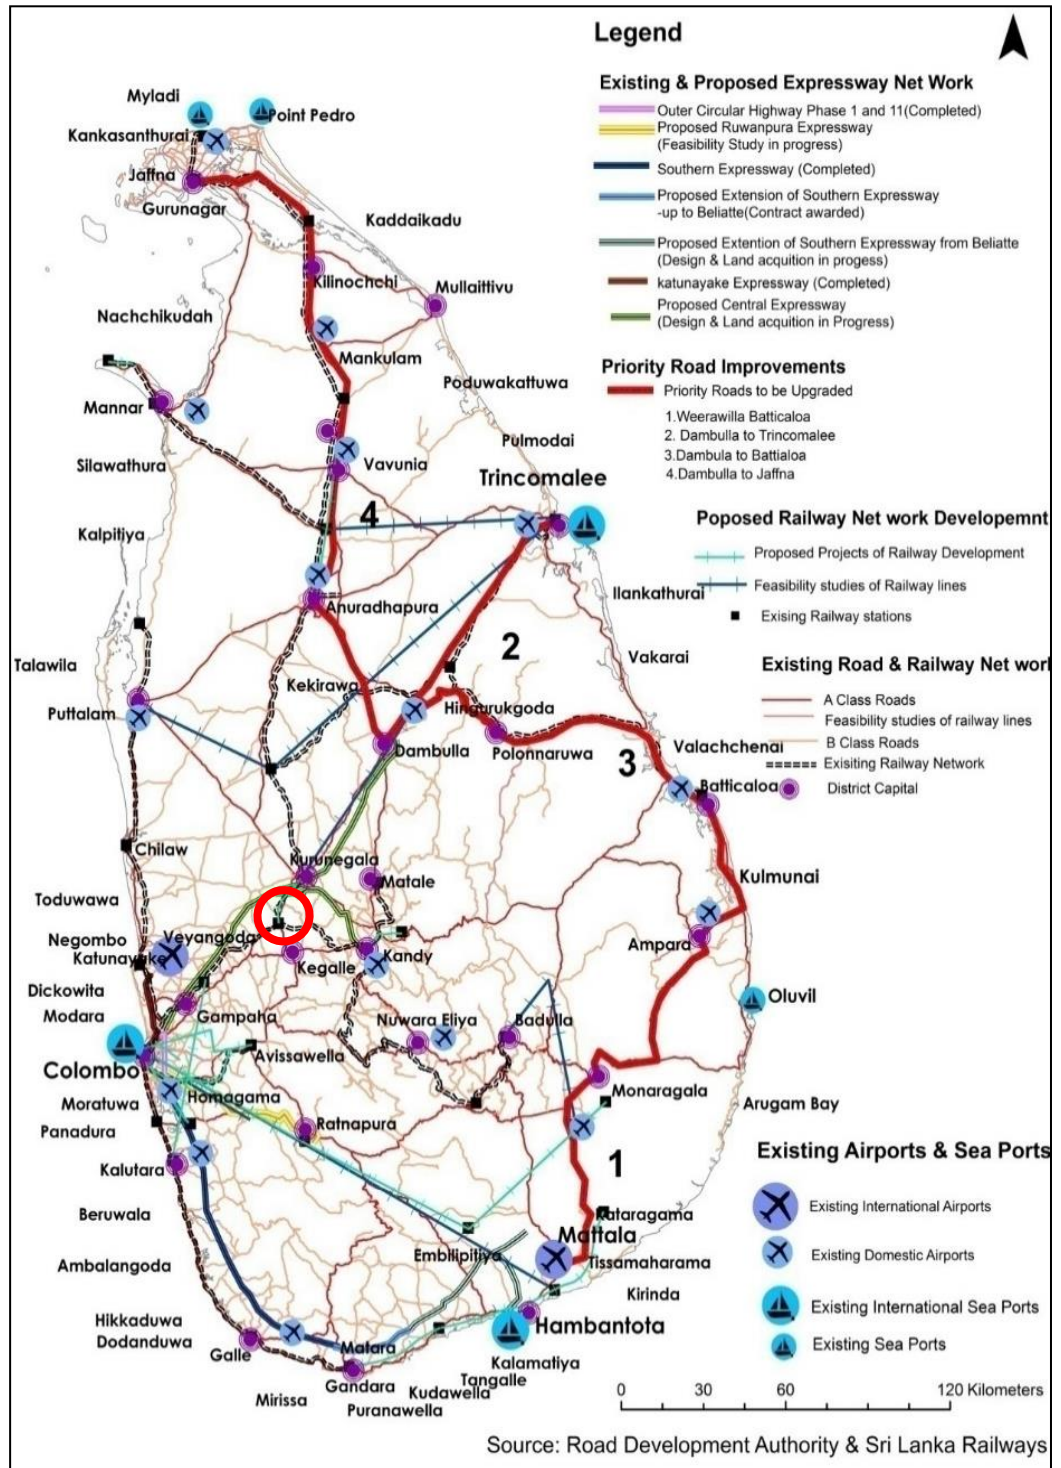 Legend
Existing & Proposed Expressway Net Work
Outer Circular Highway Phase 1 and 11(Completed)
Proposed Ruwanpura Expressway
(Feasibility Study in progress)
Southern Expressway (Completed)
Proposed Extension of Southern Expressway
-up to Beliatte(Contract awarded)
Proposed Extention of Southern Expressway from Beliatte
(Design & Land acqution in progess)
katunayake Expressway (Completed)
Proposed Central Expressway
(Design & Land acqution in Progress)
Priority Road Improvements
Priority Roads to be Upgraded
1.Weerawilla Batticaloa
2. Dambulla to Trincomalee
3.Dambula to Battialoa
4.Dambulla to Jaffna
Poposed Railway Net work Developemnt
Proposed Projects of Railway Development
Feasibility studies of Railway lines
Exising Railway stations
Existing Road & Railway Net worl
A Class Roads
Feasibility studies of railway lines
B Class Roads
Exisiting Railway Network
District Capital
Existing Airports & Sea Ports
Existing International Airports
Existing Domestic Airports
Existing International Sea Ports
Existing Sea Ports
0 30 60 120 Kilometers
Source: Road Development Authority & Sri Lanka Railways
Myladi
Point Pedro
Kankasanthurai
Jaffna
Gurunagar
Kaddaikadu
Kilinochchi
Mullaittivu
Nachchikudah
Mankulam
Poduwakattuwa
Mannar
Pulmodai
Silawathura
Vavunia
Trincomalee
4
Kalpitiya
Ilankathurai
Anuradhapura
2
Vakarai
Talawila
Kekirawa
Puttalam
Hingurukgoda
Dambulla
Polonnaruwa
Valachchenai
3
Batticaloa
Chilaw
Kurunegala
Matale
Kulmunai
Toduwawa
Negombo
Veyangoda
Katunayake
Kegalle
Kandy
Ampara
Dickowita
Oluvil
Modara
Gampaha
Nuwara Eliya
Badulla
Avissawella
Colombo
Monaragala
Moratuwa
Homagama
Arugam Bay
Panadura
Ratnapura
Kalutara
1
Beruwala
Kataragama
Mattala
Embilipitiya
Tissamaharama
Ambalangoda
Kirinda
Hikkaduwa
Hambantota
Dodanduwa
Galle
Matara
Kalamatiya
Tangalle
Gandara
Kudawella
Mirissa
Puranawella